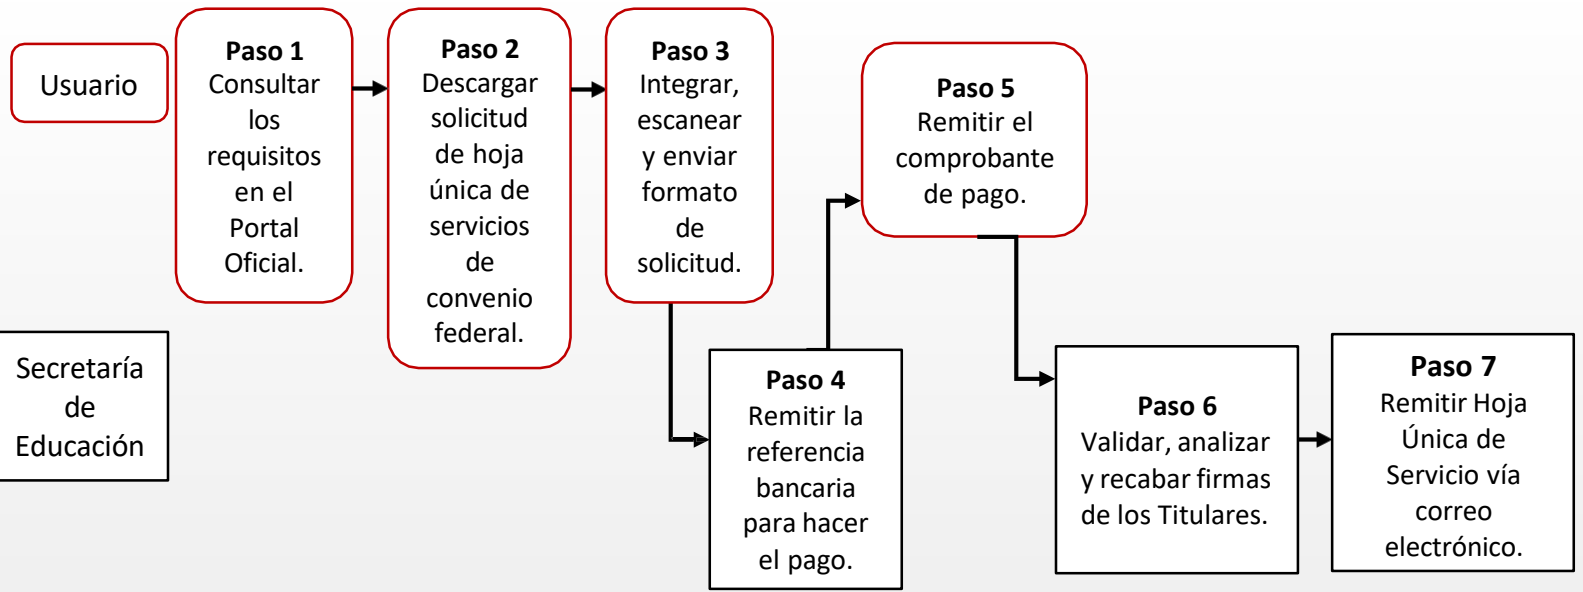 Usuario
Paso 1
Consultar
los
requisitos
en el
Portal
Oficial.
Paso 2
Descargar
solicitud
de hoja
única de
servicios
de
convenio
federal.
Paso 3
Integrar,
escanear
y enviar
formato
de
solicitud.
Paso 5
Remitir el
comprobante
de pago.
Secretaría
de
Educación
Paso 4
Remitir la
referencia
bancaria
para hacer
el pago.
Paso 6
Validar, analizar
y recabar firmas
de los Titulares.
Paso 7
Remitir Hoja
Única de
Servicio vía
correo
electrónico.